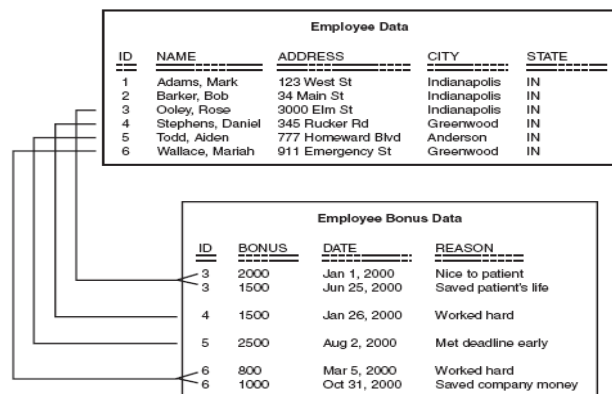 Employee Data
ID NAME ADDRESS CITY STATE
1 Adams, Mark 123 West St Indianapolis IN
2 Barker, Bob 34 Main St Indianapolis IN
3 Ooley, Rose 3000 Elm St Indianapolis IN
4 Stephens, Daniel 345 Rucker Rd Greenwood IN
5 Todd, Aiden 777 Homeward Blvd Anderson IN
6 Wallace, Mariah 911 Emergency St Greenwood IN
Employee Bonus Data
ID BONUS DATE REASON
3 2000 Jan 1, 2000 Nice to patient
3 1500 Jun 25, 2000 Saved patient's life
4 1500 Jan 26, 2000 Worked hard
5 2500 Aug 2, 2000 Met deadline early
6 800 Mar 5, 2000 Worked hard
6 1000 Oct 31, 2000 Saved company money